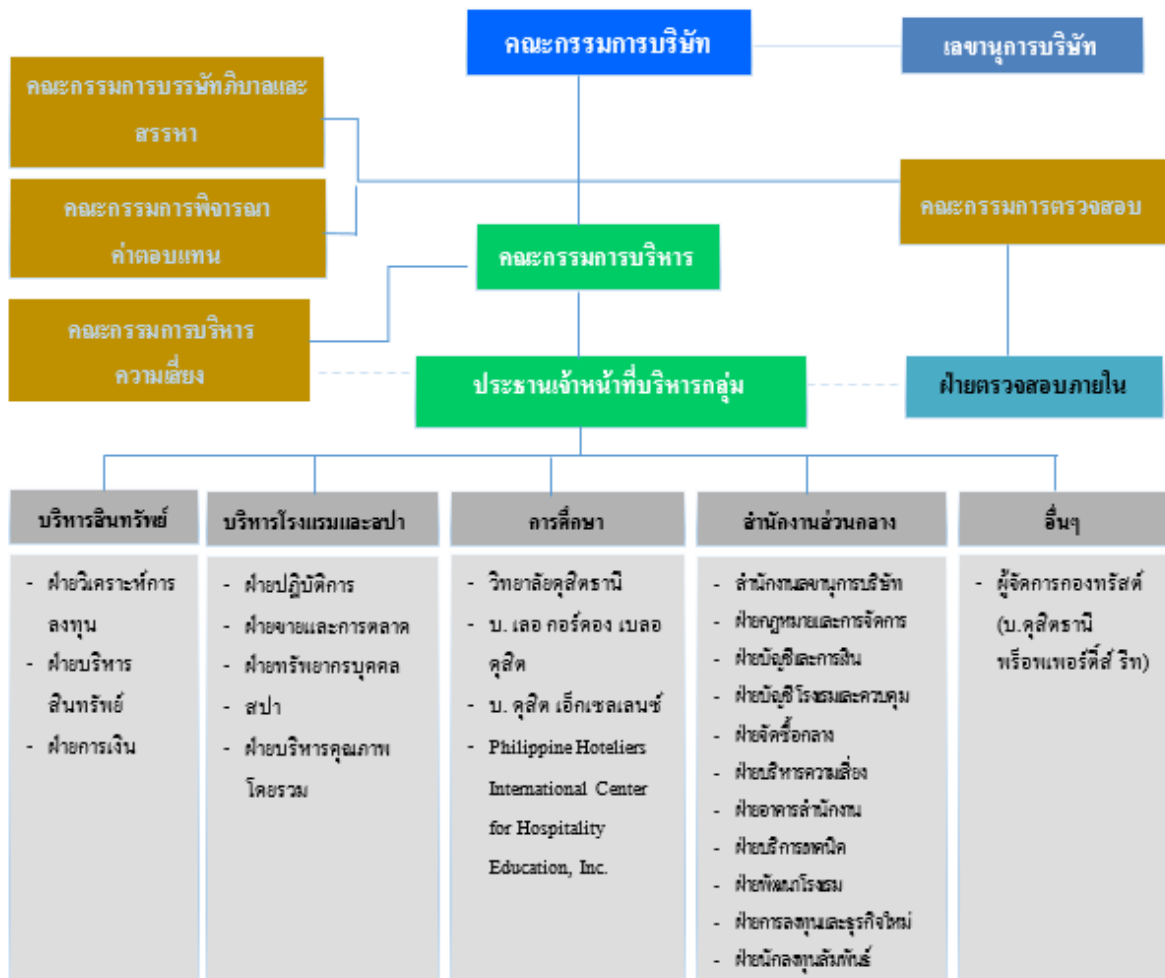 คณะกรรมการบริษัท
เลขานุการบริษัท
คณะกรรมการบรรษัทภิบาลและ
สรรหา
คณะกรรมการพิจารณา
ค่าตอบแทน
คณะกรรมการตรวจสอบ
คณะกรรมการบริหาร
คณะกรรมการบริหาร
ความเสี่ยง
ประธานเจ้าหน้าที่บริหารกลุ่ม
ฝ่ายตรวจสอบภายใน
บริหารสินทรัพย์
- ฝ่ายวิเคราะห์การ
ลงทุน
- ฝ่ายบริหาร
สินทรัพย์
- ฝ่ายการเงิน
บริหารโรงแรมและสปา
- ฝ่ายปฏิบัติการ
- ฝ่ายขายและการตลาด
- ฝ่ายทรัพยากรบุคคล
- สปา
- ฝ่ายบริหารคุณภาพ
โดยรวม
การศึกษา
- วิทยาลัยดุสิตธานี
- บ. เลอ กอร์ดอง เบลอ
ดุสิต
- บ. ดุสิต เอ็กเซลเลนซ์
- Philippine Hoteliers
International Center
for Hospitality
Education, Inc.
สำนักงานส่วนกลาง
- สำนักงานเลขานุการบริษัท
- ฝ่ายกฎหมายและการจัดการ
- ฝ่ายบัญชีและการเงิน
- ฝ่ายบัญชีโรงแรมและควบคุม
- ฝ่ายจัดซื้อกลาง
- ฝ่ายบริหารความเสี่ยง
- ฝ่ายอาคารสำนักงาน
- ฝ่ายบริการเทคนิค
- ฝ่ายพัฒนาโรงแรม
- ฝ่ายการลงทุนและธุรกิจใหม่
- ฝ่ายนักลงทุนสัมพันธ์
อื่นๆ
- ผู้จัดการกองทรัสต์
(บ.ดุสิตธานี
พร็อพเพอร์ตี้ส์ รีท)